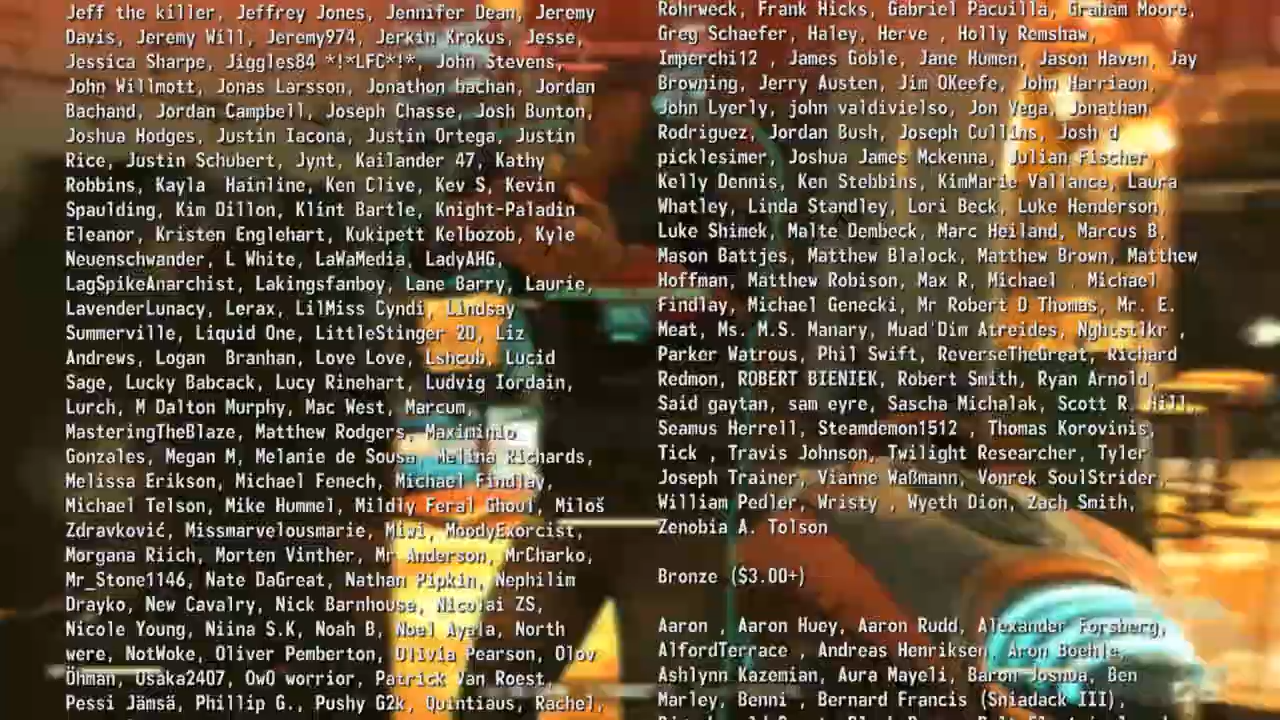 Jeff the killer, Jeffrey Jones, Jennifer Dean, Jeremy
Davis, Jeremy Will, Jeremy974, Jerkin Krokus, Jesse,
Jessica Sharpe, Jiggles84 *!*LFC*!*, John Stevens,
John Willmott, Jonas Larsson, Jonathon bachan, Jordan
Bachand, Jordan Campbell, Joseph Chasse, Josh Bunton,
Joshua Hodges, Justin Iacona, Justin Ortega, Justin
Rice, Justin Schubert, Jynt, Kailander 47, Kathy
Robbins, Kayla  Hainline, Ken Clive, Kev S, Kevin
Spaulding, Kim Dillon, Klint Bartle, Knight-Paladin
Eleanor, Kristen Englehart, Kukipett Kelbozob, Kyle
Neuenschwander, L White, LaWaMedia, LadyAHG,
LagSpikeAnarchist, Lakingsfanboy, Lane Barry, Laurie,
LavenderLunacy, Lerax, LilMiss Cyndi, Lindsay
Summerville, Liquid One, LittleStinger 20, Liz
Andrews, Logan  Branhan, Love Love, Lshcub, Lucid
Sage, Lucky Babcack, Lucy Rinehart, Ludvig Iordain,
Lurch, M Dalton Murphy, Mac West, Marcum,
MasteringTheBlaze, Matthew Rodgers, Maximinio
Gonzales, Megan M, Melanie de Sousa, Melina Richards,
Melissa Erikson, Michael Fenech, Michael Findlay,
Michael Telson, Mike Hummel, Mildly Feral Ghoul, Miloš
Zdravković, Missmarvelousmarie, Miwi, MoodyExorcist,
Morgana Riich, Morten Vinther, Mr Anderson, MrCharko,
Mr_Stone1146, Nate DaGreat, Nathan Pipkin, Nephilim
Drayko, New Cavalry, Nick Barnhouse, Nicolai ZS,
Nicole Young, Niina S.K, Noah B, Noel Ayala, North
were, NotWoke, Oliver Pemberton, Olivia Pearson, Olov
Öhman, Osaka2407, OwO worrior, Patrick Van Roest,
Pessi Jämsä, Phillip G., Pushy G2k, Quintiaus, Rachel,
Rohrweck, Frank Hicks, Gabriel Pacuilla, Graham Moore,
Greg Schaefer, Haley, Herve , Holly Remshaw,
Imperchi12 , James Goble, Jane Humen, Jason Haven, Jay
Browning, Jerry Austen, Jim OKeefe, John Harriaon,
John Lyerly, john valdivielso, Jon Vega, Jonathan
Rodriguez, Jordan Bush, Joseph Cullins, Josh d
picklesimer, Joshua James Mckenna, Julian Fischer,
Kelly Dennis, Ken Stebbins, KimMarie Vallance, Laura
Whatley, Linda Standley, Lori Beck, Luke Henderson,
Luke Shimek, Malte Dembeck, Marc Heiland, Marcus B,
Mason Battjes, Matthew Blalock, Matthew Brown, Matthew
Hoffman, Matthew Robison, Max R, Michael , Michael
Findlay, Michael Genecki, Mr Robert D Thomas, Mr. E.
Meat, Ms. M.S. Manary, Muad'Dim Atreides, Nghtstlkr ,
Parker Watrous, Phil Swift, ReverseTheGreat, Richard
Redmon, ROBERT BIENIEK, Robert Smith, Ryan Arnold,
Said gaytan, sam eyre, Sascha Michalak, Scott R. Hill,
Seamus Herrell, Steamdemon1512 , Thomas Korovinis,
Tick , Travis Johnson, Twilight Researcher, Tyler
Joseph Trainer, Vianne Waßmann, Vonrek SoulStrider,
William Pedler, Wristy , Wyeth Dion, Zach Smith,
Zenobia A. Tolson
Bronze ($3.00+)
Aaron , Aaron Huey, Aaron Rudd, Alexander Forsberg,
AlfordTerrace , Andreas Henriksen, Aron Boehle,
Ashlynn Kazemian, Aura Mayeli, Baron Joshua, Ben
Marley, Benni , Bernard Francis (Sniadack III),